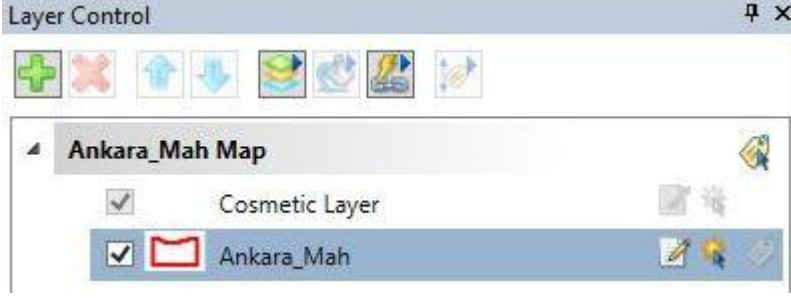 Layer Control
Ankara_Mah Map
Cosmetic Layer
Ankara_Mah